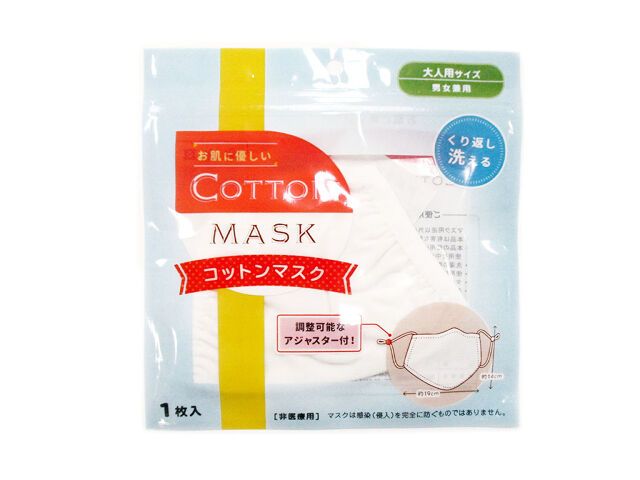 大人用サイズ
男女兼用
くり返し
洗える
お肌に優しい
COTTON
MASK
コットンマスク
調整可能な
アジャスター付！
約14cm
約19cm
1枚入
[非医療用] マスクは感染(侵入)を完全に防ぐものではありません。